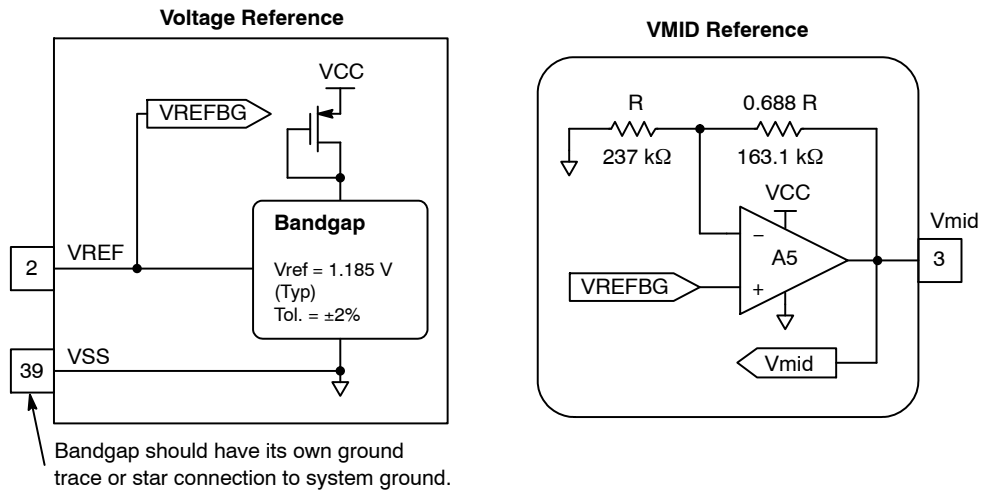 Voltage Reference
VREFBG
VCC
Bandgap
Vref = 1.185 V
(Typ)
Tol. = ±2%
2
VREF
39
VSS
Bandgap should have its own ground
trace or star connection to system ground.
VMID Reference
R
0.688 R
237 kΩ
163.1 kΩ
VCC
−
A5
+
VREFBG
Vmid
3
Vmid